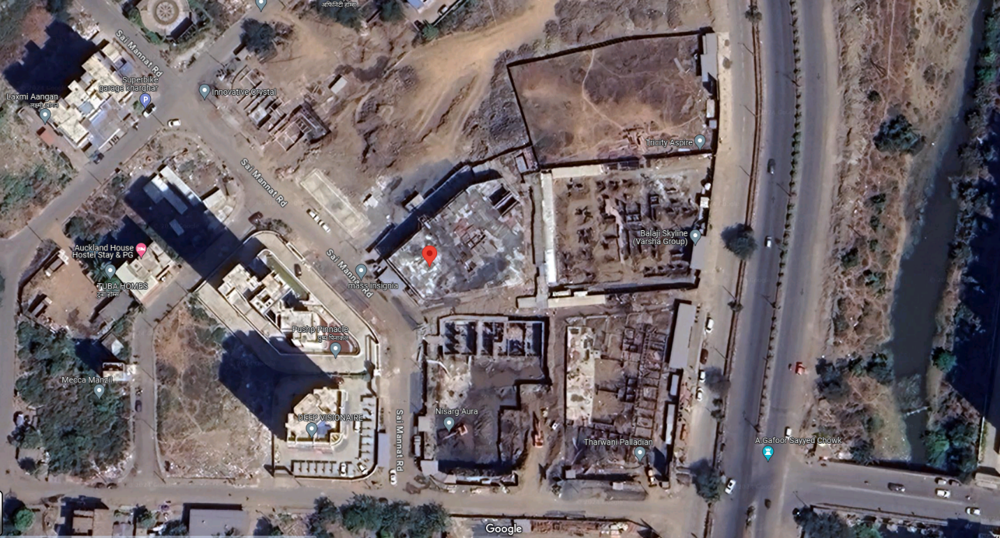 अफिनिटी होम्स
Sai Mannat Rd
Superbike
garage kharghar
P
Laxmi Aangan
लक्ष्मी आंगन
Innovative Crystal
Tricity Aspire
Sai Mannat Rd
Balaji Skyline
(Varsha Group)
Auckland House
Hostel Stay & PG
TUBA HOMES
टुबा होम्स
Sai Mannat Rd
mass insignia
Pushp Pinnacle
पुष्प पिनाकल
Mecca Manzil
DEEP VISIONAIRE
Nisarg Aura
Sai Mannat Rd
Tharwani Palladian
A.Gafoor Sayyed Chowk
Google